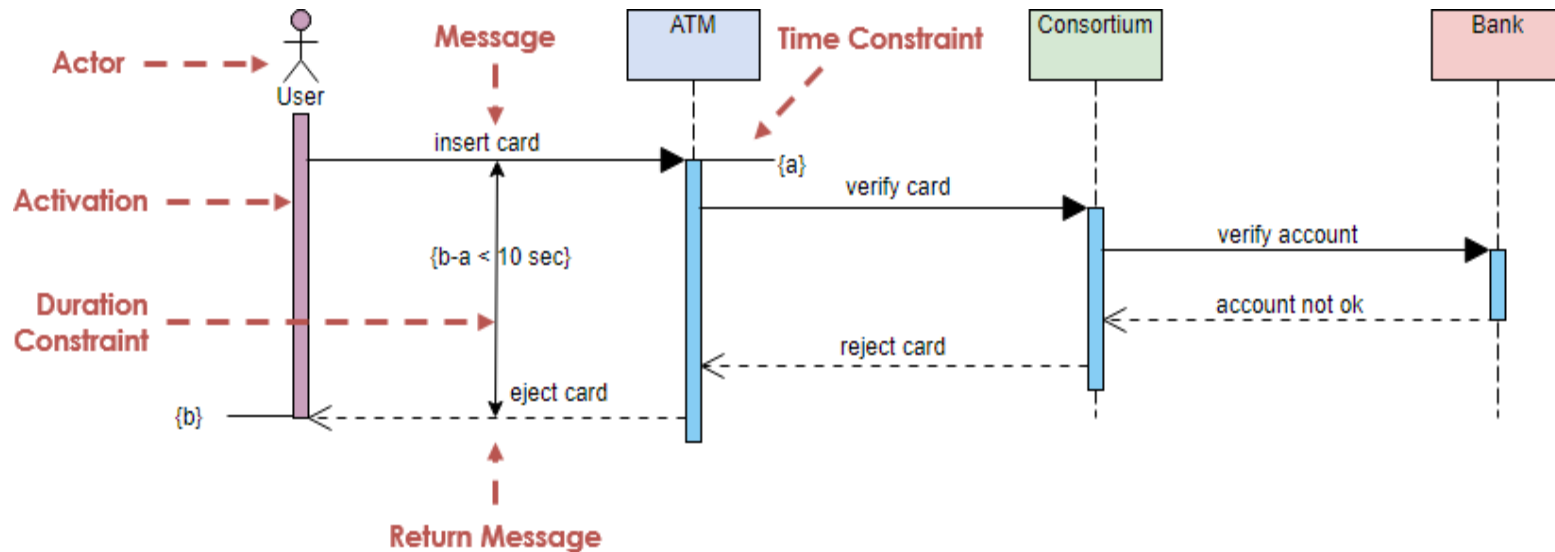 Message
ATM
Time Constraint
Consortium
Bank
Actor
User
insert card
{a}
verify card
Activation
verify account
{b-a < 10 sec}
Duration
Constraint
account not ok
reject card
eject card
{b}
Return Message